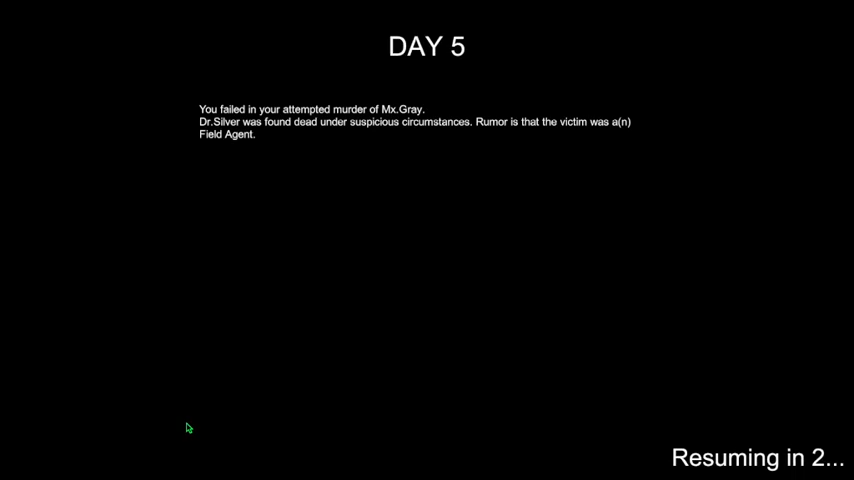 DAY 5
You failed in your attempted murder of Mx.Gray.
Dr.Silver was found dead under suspicious circumstances. Rumor is that the victim was a(n)
Field Agent.
Resuming in 2...